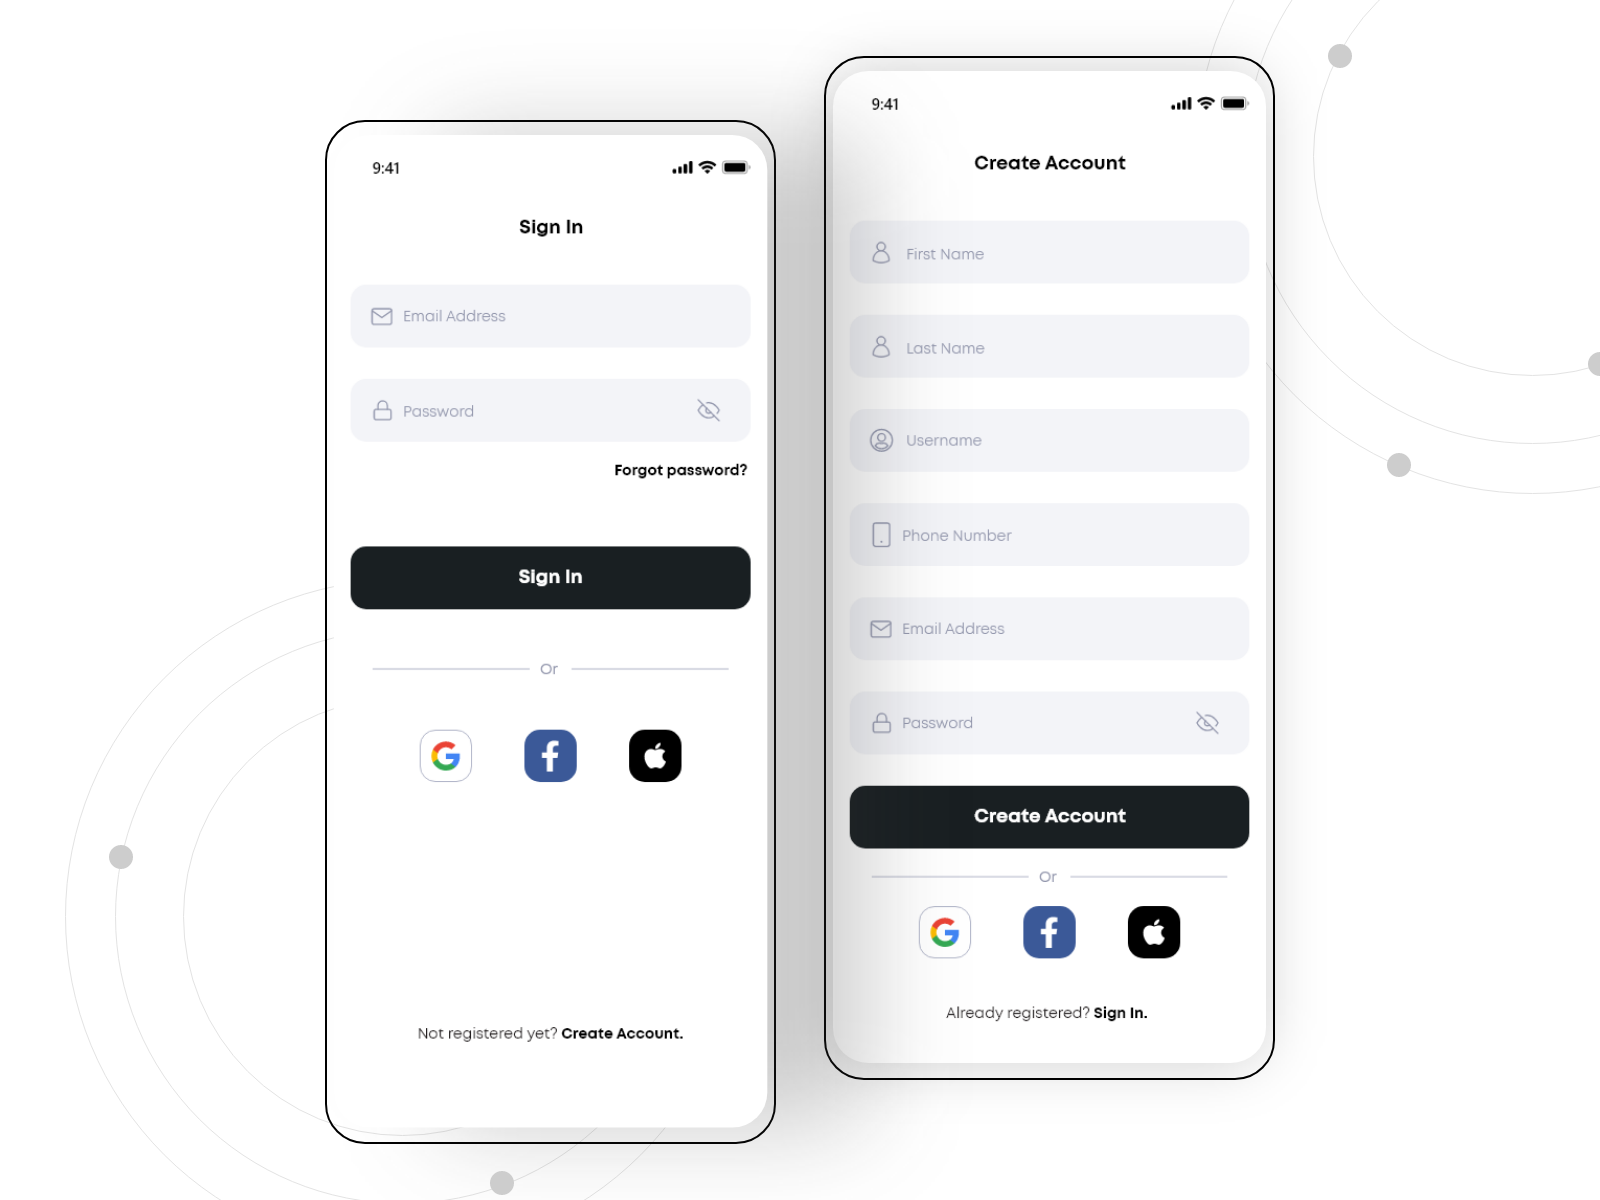 9:41
Sign In
Email Address
Password
Forgot password?
Sign In
Or
Not registered yet? Create Account.
9:41
Create Account
First Name
Last Name
Username
Phone Number
Email Address
Password
Create Account
Or
Already registered? Sign In.